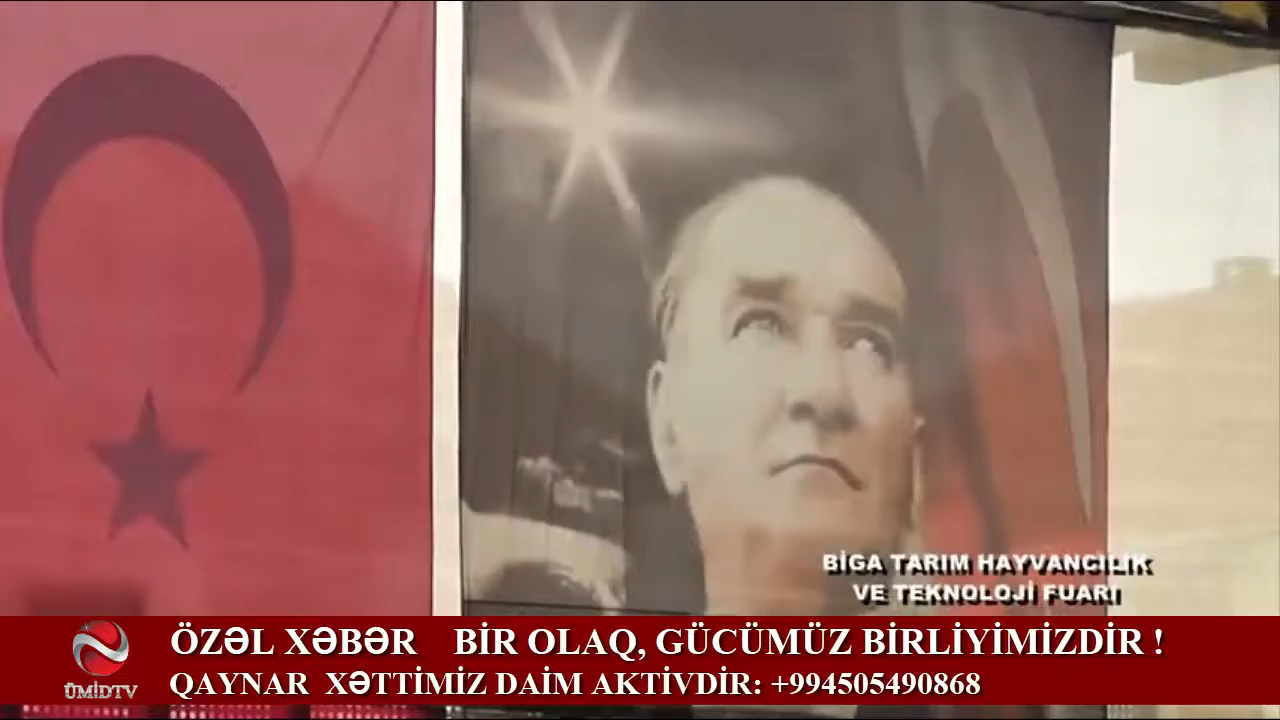 BİGA TARIM HAYVANCILIK
VE TEKNOLOJİ FUARI
ÖZƏL XƏBƏR BİR OLAQ, GÜCÜMÜZ BİRLİYİMİZDİR !
ÜMİDTV
QAYNAR XƏTTİMİZ DAİM AKTİVDİR: +994505490868